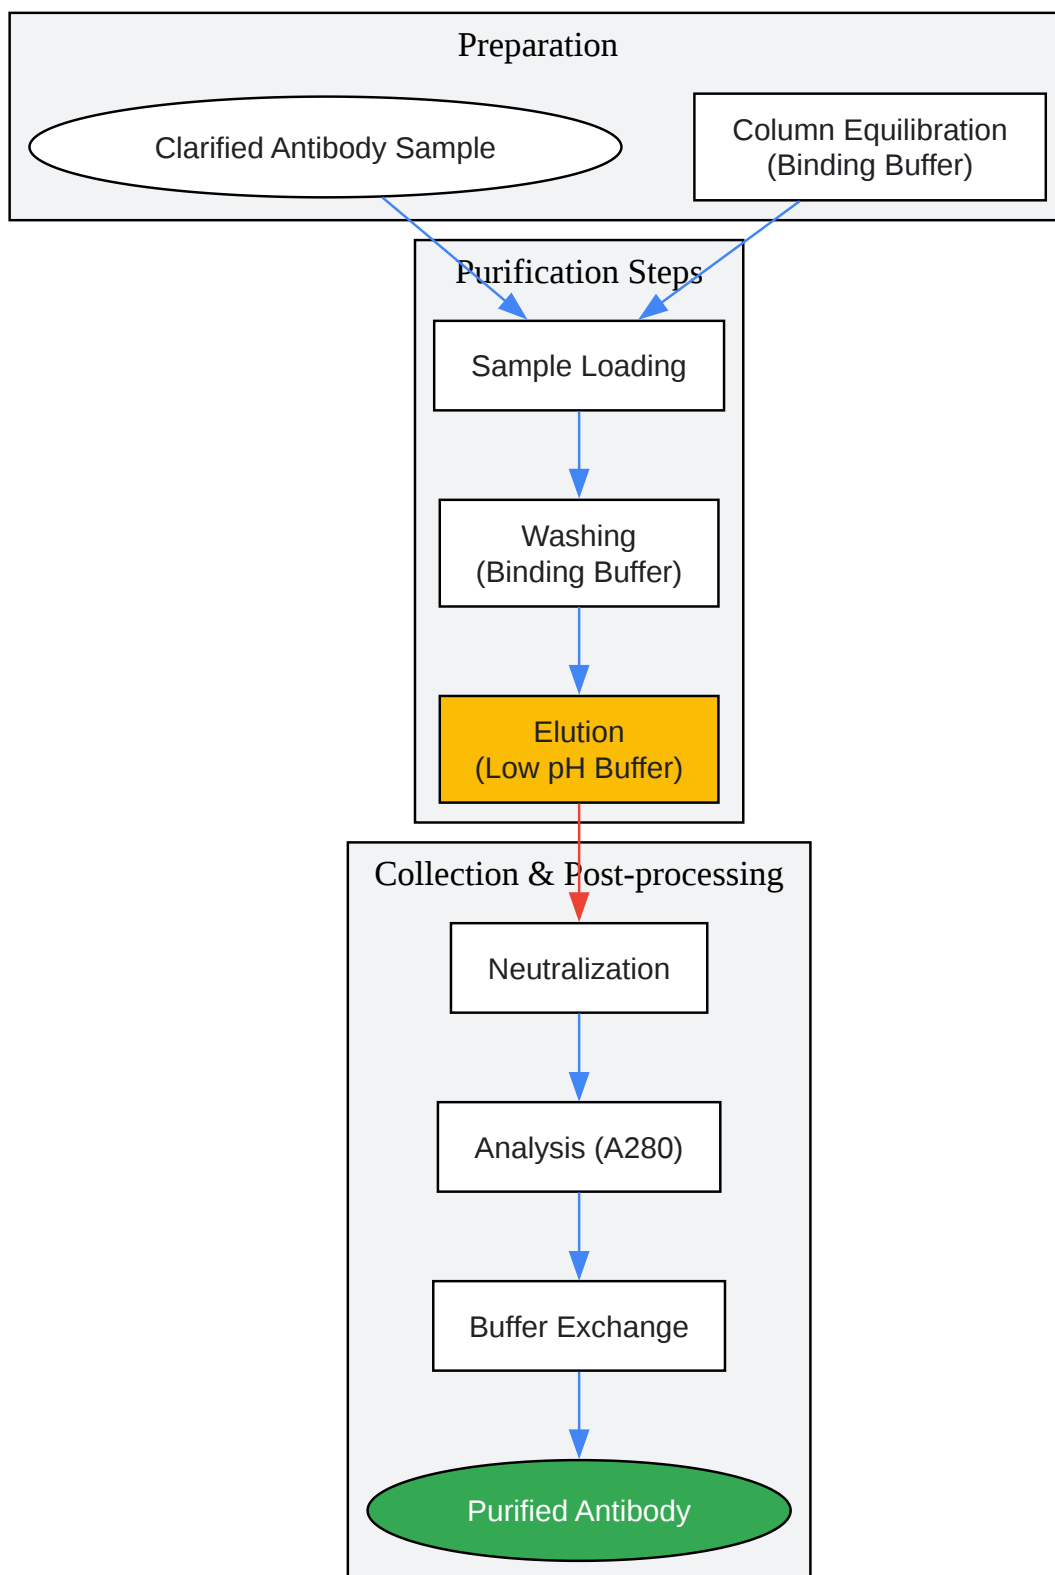 Preparation
Clarified Antibody Sample
Column Equilibration
(Binding Buffer)
Purification Steps
Sample Loading
Washing
(Binding Buffer)
Elution
(Low pH Buffer)
Collection & Post-processing
Neutralization
Analysis (A280)
Buffer Exchange
Purified Antibody